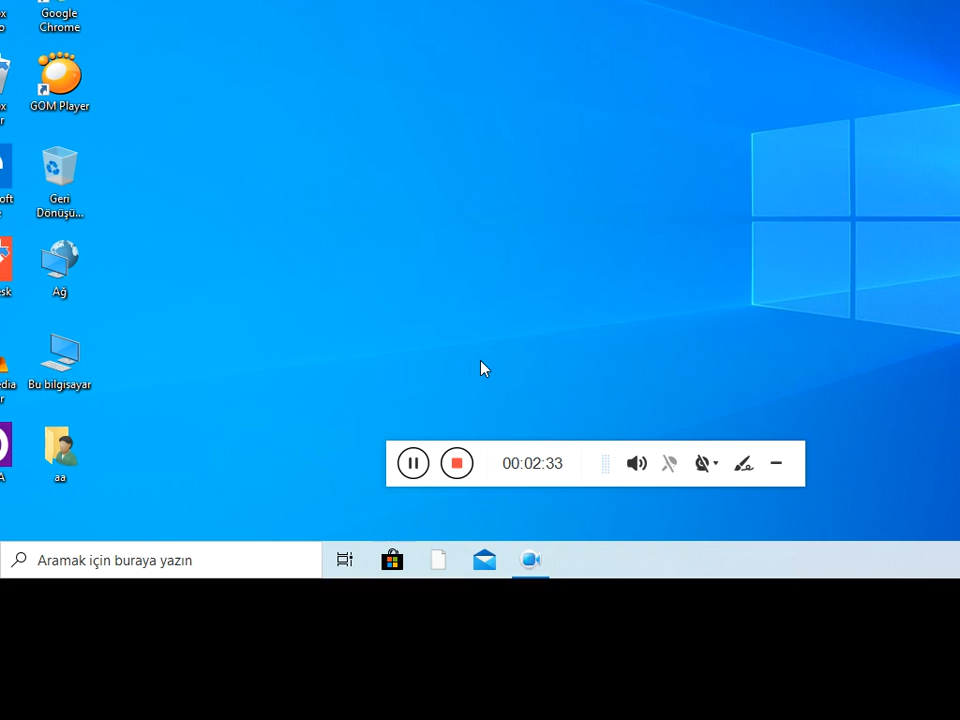 Google
Chrome
GOM Player
Geri
Dönüşü...
Ağ
Bu bilgisayar
aa
00:02:33
Aramak için buraya yazın